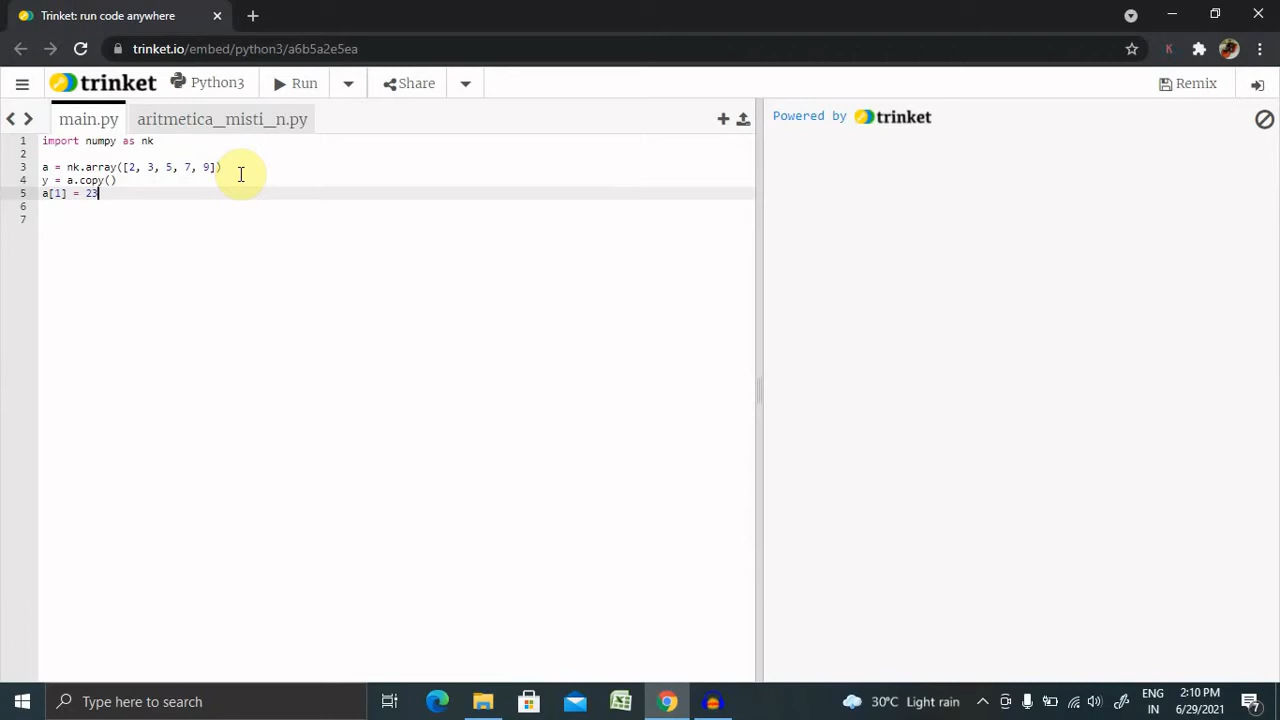 Trinket: run code anywhere
trinket.io/embed/python3/a6b5a2e5ea
K
trinket Python3 Run Share Remix
main.py aritmetica_misti_n.py
Powered by trinket
1 import numpy as nk
2
3 a = nk.array([2, 3, 5, 7, 9])
4 y = a.copy()
5 a[1] = 23
6
7
Type here to search
30°C Light rain
ENG
IN
2:10 PM
6/29/2021
7